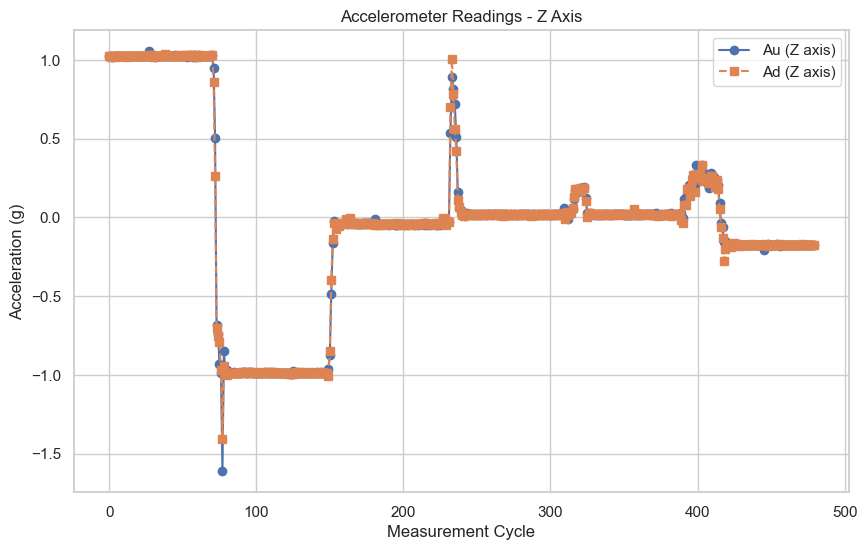 Accelerometer Readings - Z Axis
Au (Z axis)
Ad (Z axis)
Acceleration (g)
1.0
0.5
0.0
−0.5
−1.0
−1.5
0 100 200 300 400 500
Measurement Cycle